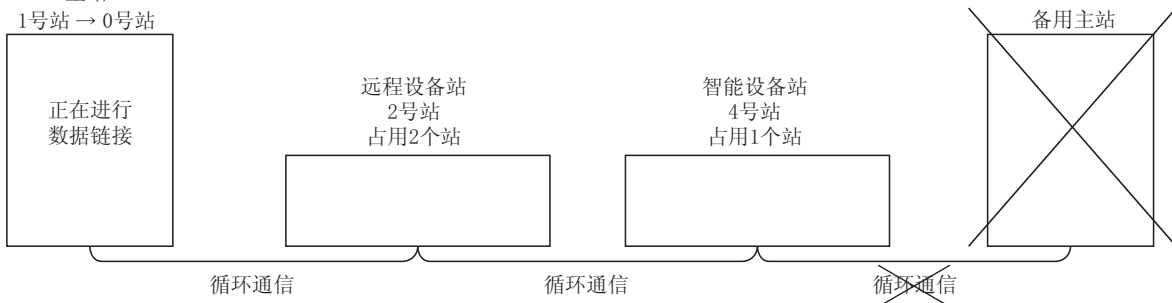 1号站 → 0号站
正在进行
数据链接
远程设备站
2号站
占用2个站
智能设备站
4号站
占用1个站
备用主站
循环通信
循环通信
循环通信